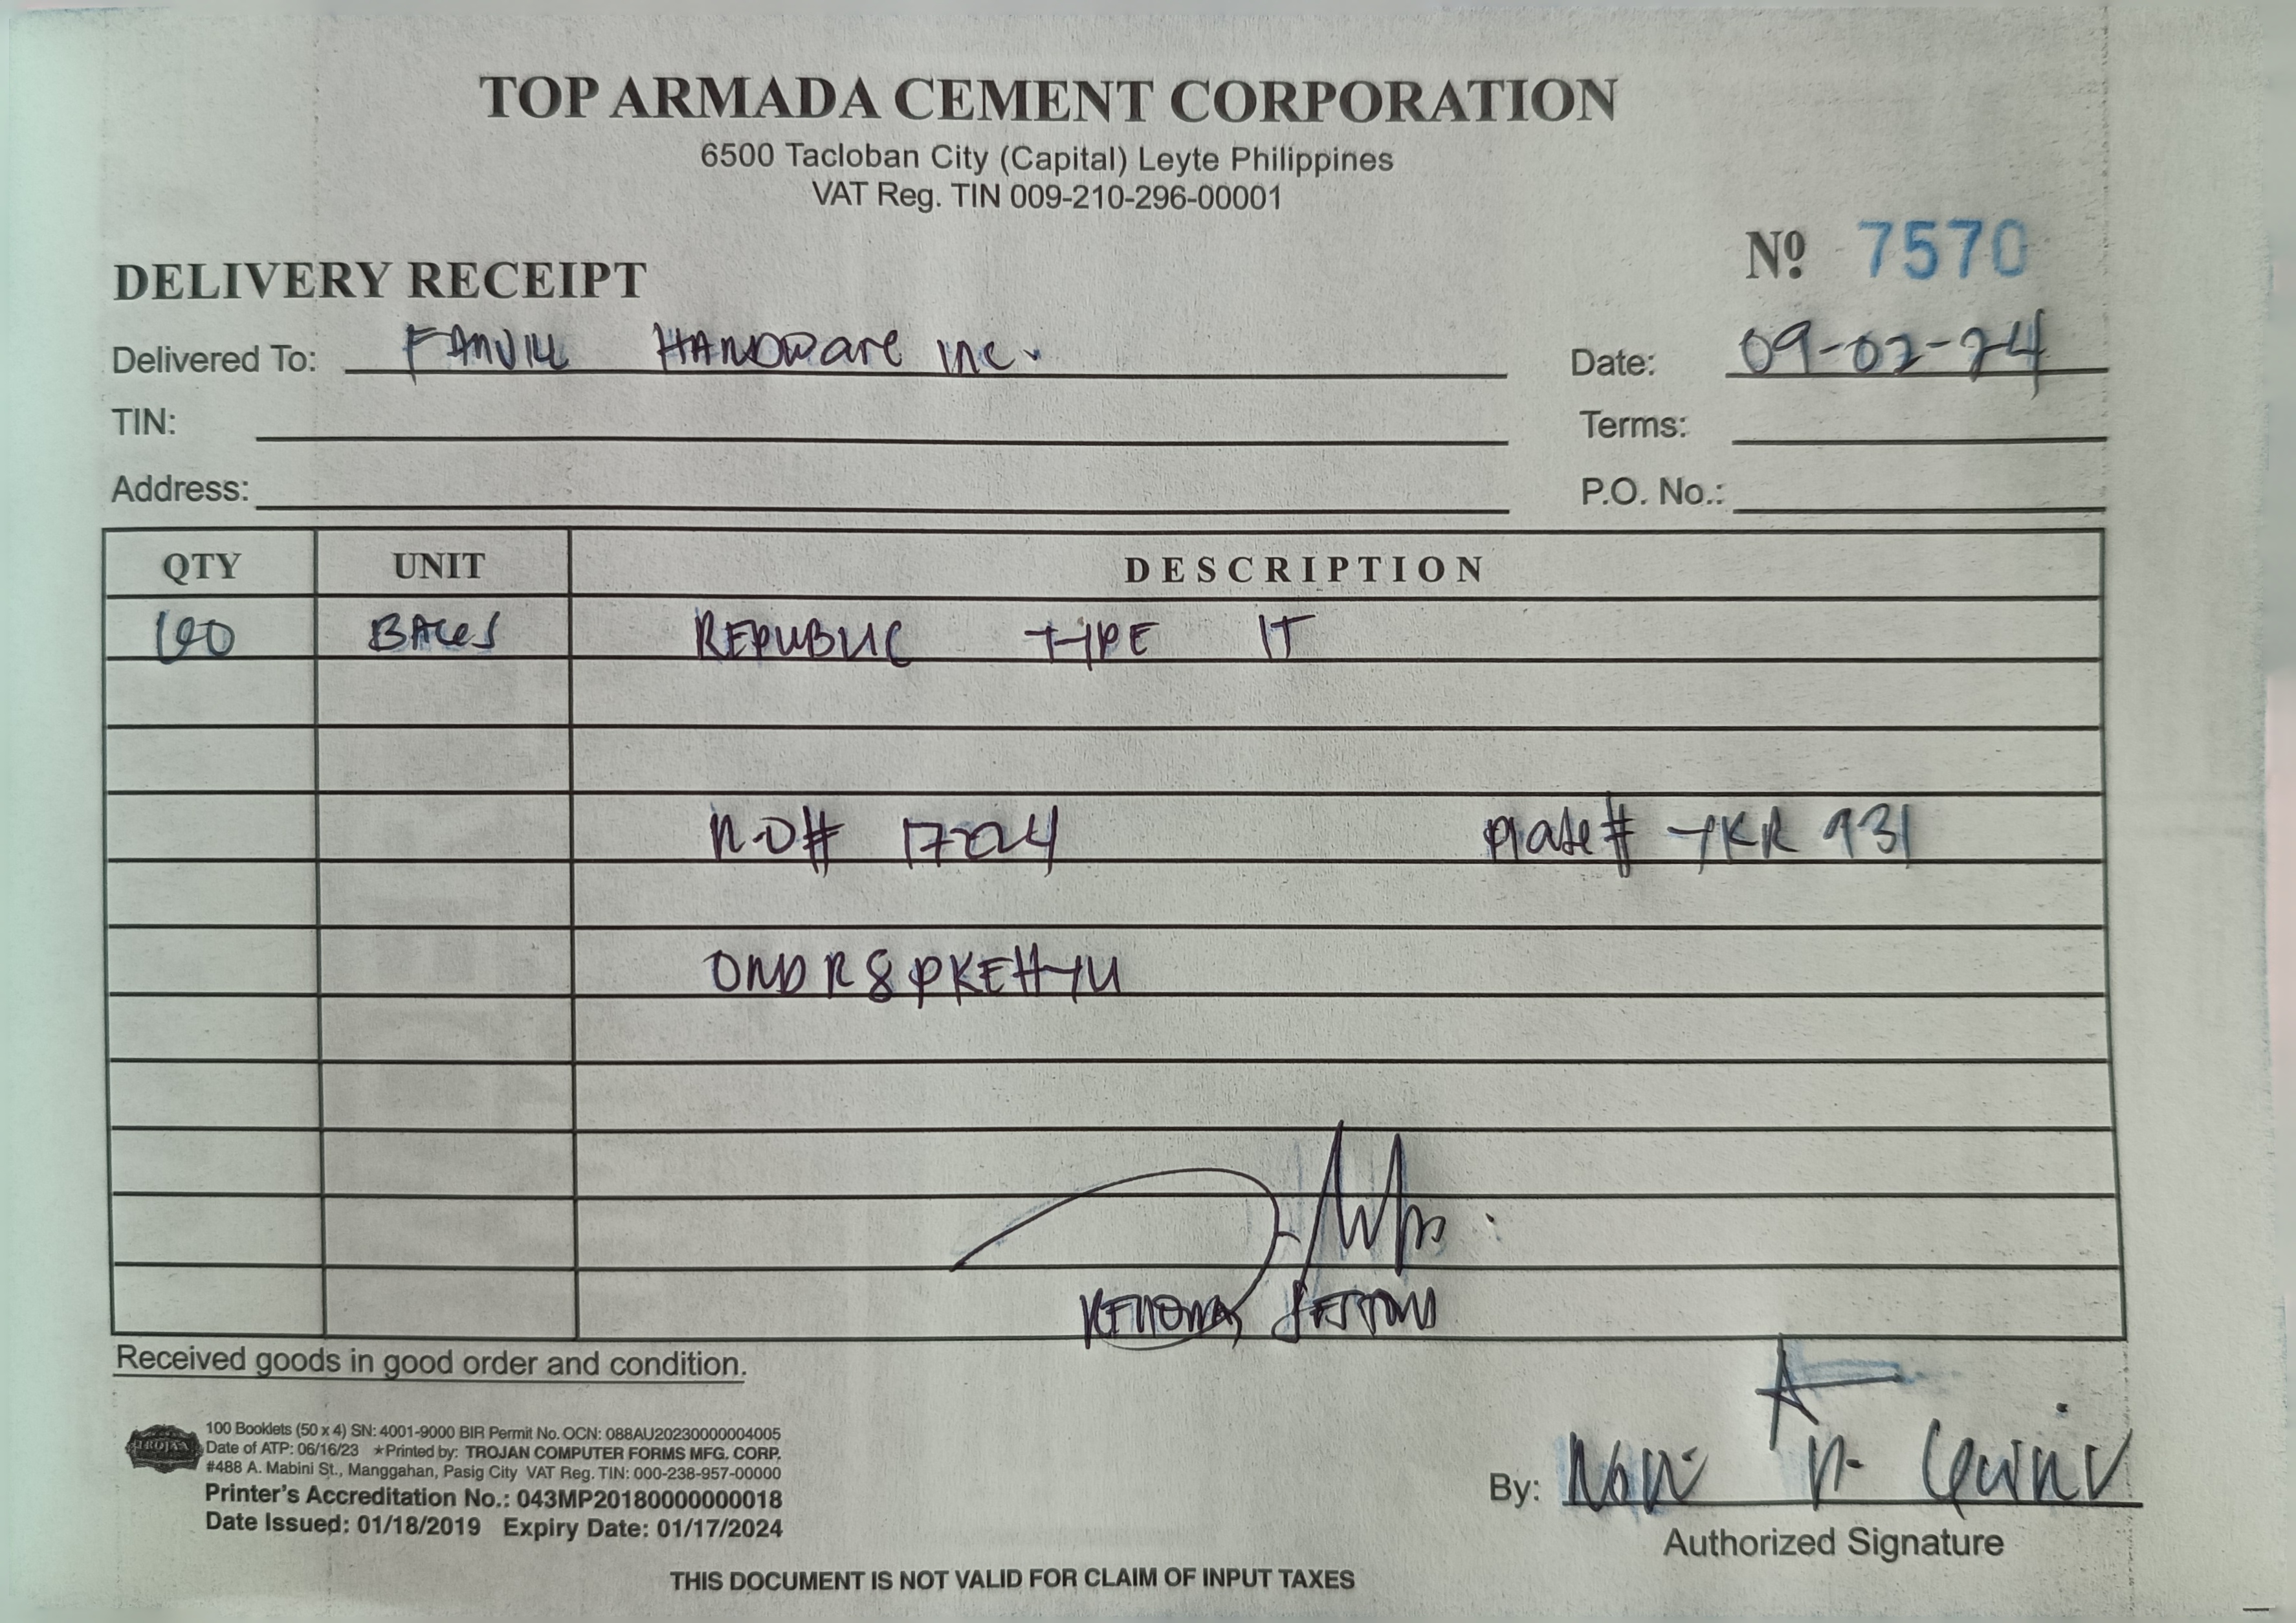 TOP ARMADA CEMENT CORPORATION
6500 Tacloban City (Capital) Leyte Philippines
VAT Reg. TIN 009-210-296-00001
Nº 7570
DELIVERY RECEIPT
Delivered To: FANVILL HARDware inc. Date: 09-02-24
TIN: Terms:
Address: P.O. No.:
QTY UNIT DESCRIPTION
100 BAGS REPUBLIC TYPE 1T
# 17224 plate# YKR 931
ONDR8PKEHYU
Received goods in good order and condition.
TROJAN
100 Booklets (50 x 4) SN: 4001-9000 BIR Permit No. OCN: 088AU20230000004005
Date of ATP: 06/16/23 ★Printed by: TROJAN COMPUTER FORMS MFG. CORP.
#488 A. Mabini St., Manggahan, Pasig City VAT Reg. TIN: 000-238-957-00000
Printer's Accreditation No.: 043MP20180000000018
Date Issued: 01/18/2019 Expiry Date: 01/17/2024
By:
Authorized Signature
THIS DOCUMENT IS NOT VALID FOR CLAIM OF INPUT TAXES